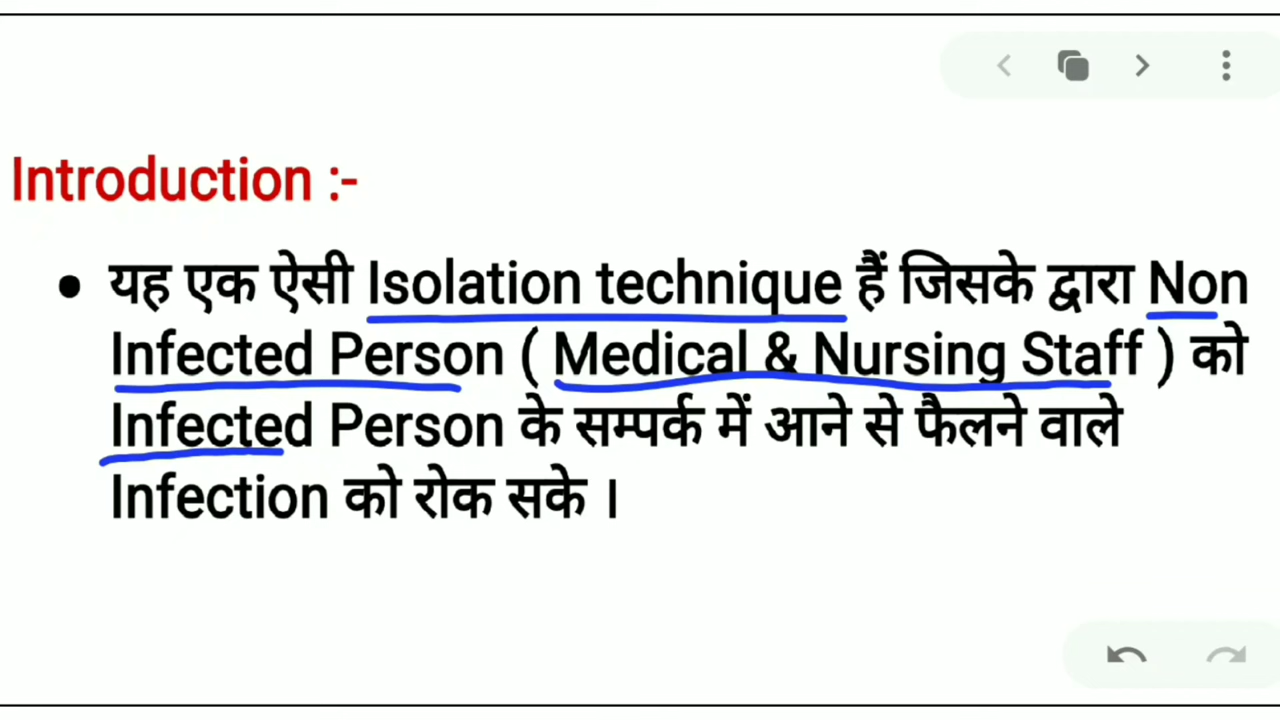 Introduction :-
• यह एक ऐसी Isolation technique हैं जिसके द्वारा Non
Infected Person ( Medical & Nursing Staff ) को
Infected Person के सम्पर्क में आने से फैलने वाले
Infection को रोक सके ।